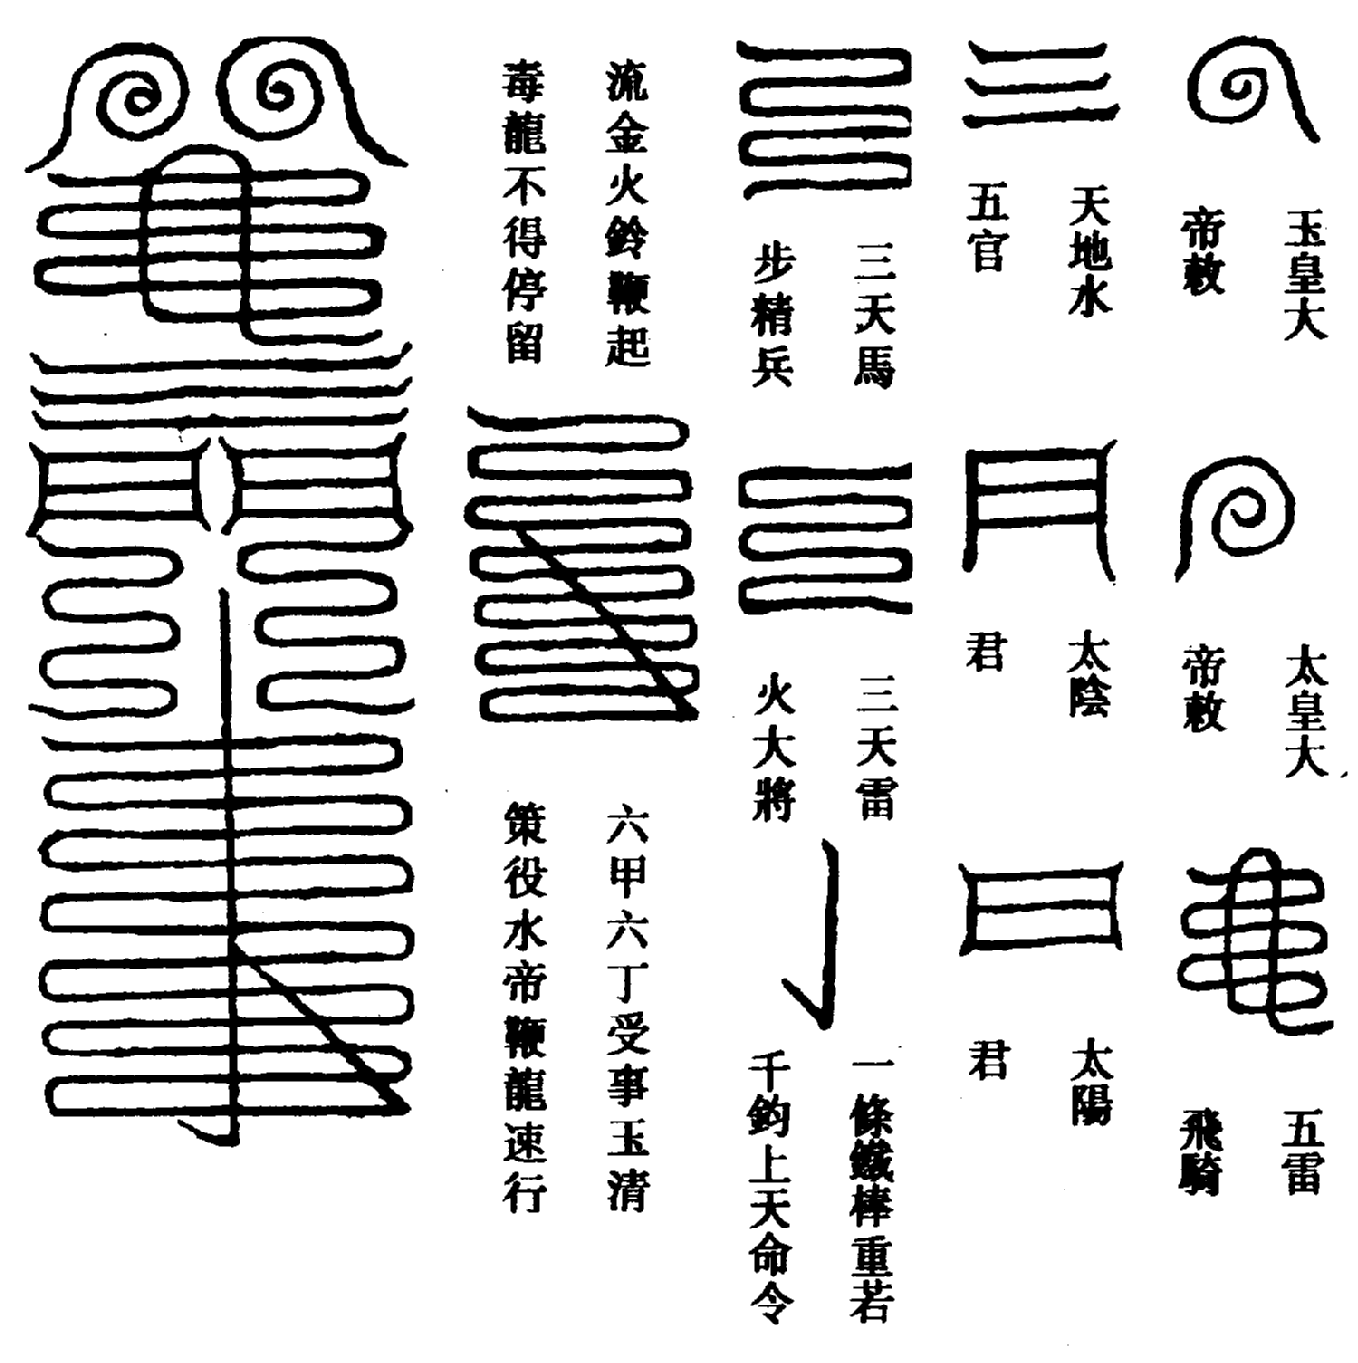 玉皇大
帝敕
太皇大
帝敕
五雷
飛騎
天地水
五官
太陰
君
太陽
君
三天馬
步精兵
三天雷
火大將
一條鐵棒重若
千鈞上天命令
流金火鈴鞭起
毒龍不得停留
六甲六丁受事玉清
策役水帝鞭龍速行